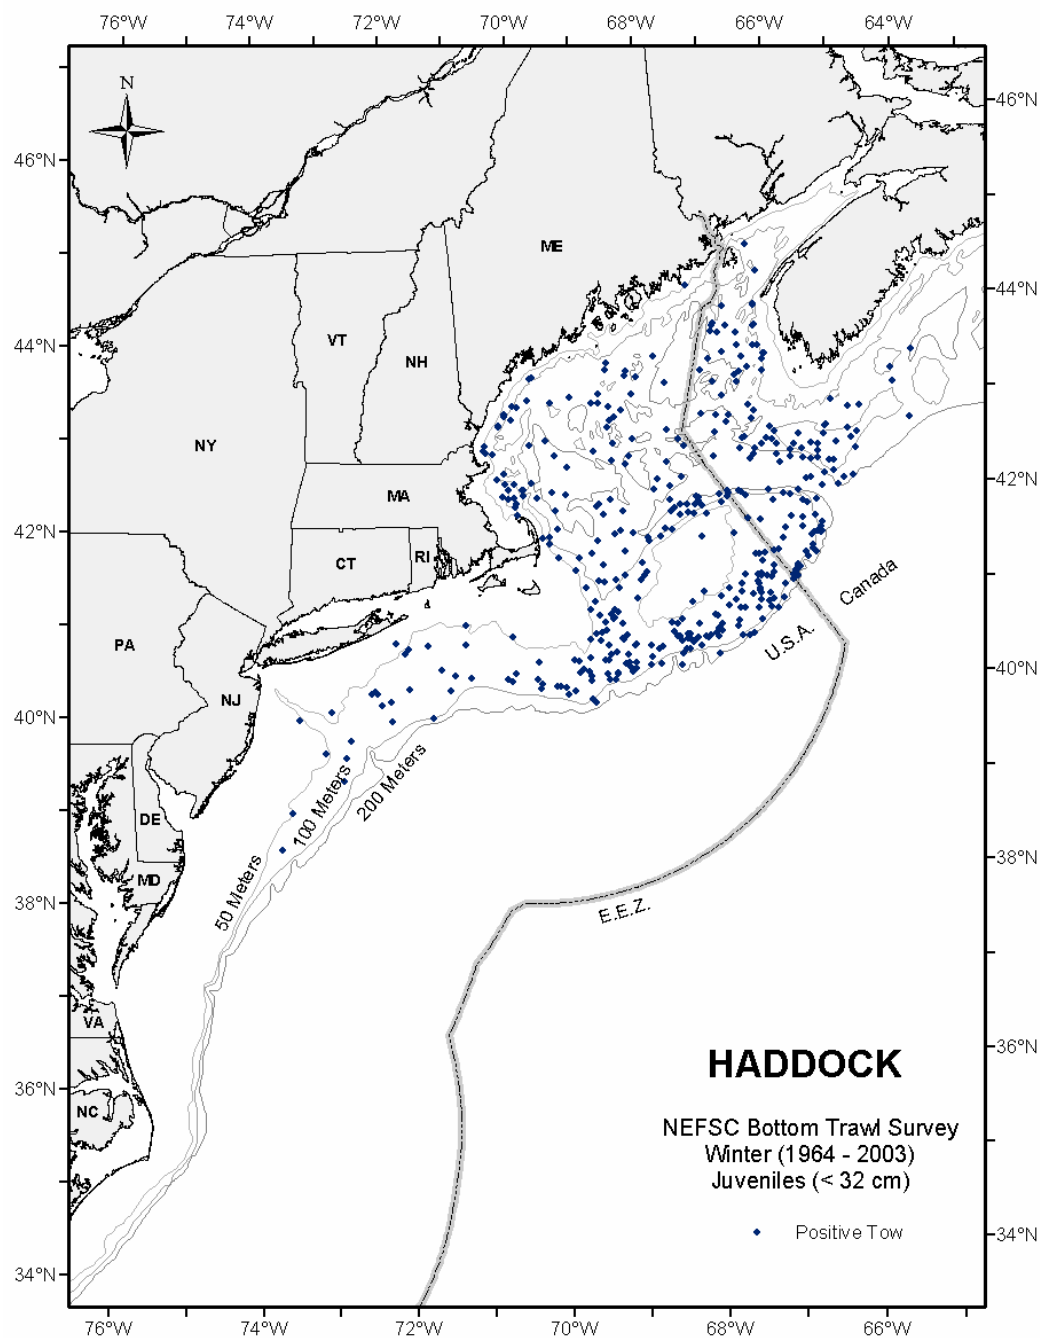 76°W 74°W 72°W 70°W 68°W 66°W 64°W
N
46°N
46°N
ME
44°N
VT
44°N
NH
NY
MA
42°N
42°N
CT
RI
Canada
PA
U.S.A.
40°N
NJ
40°N
200 Meters
100 Meters
DE
38°N
MD
50 Meters
38°N
E.E.Z.
VA
36°N
HADDOCK
36°N
NC
NEFSC Bottom Trawl Survey
Winter (1964 - 2003)
Juveniles (< 32 cm)
Positive Tow
34°N
34°N
76°W 74°W 72°W 70°W 68°W 66°W